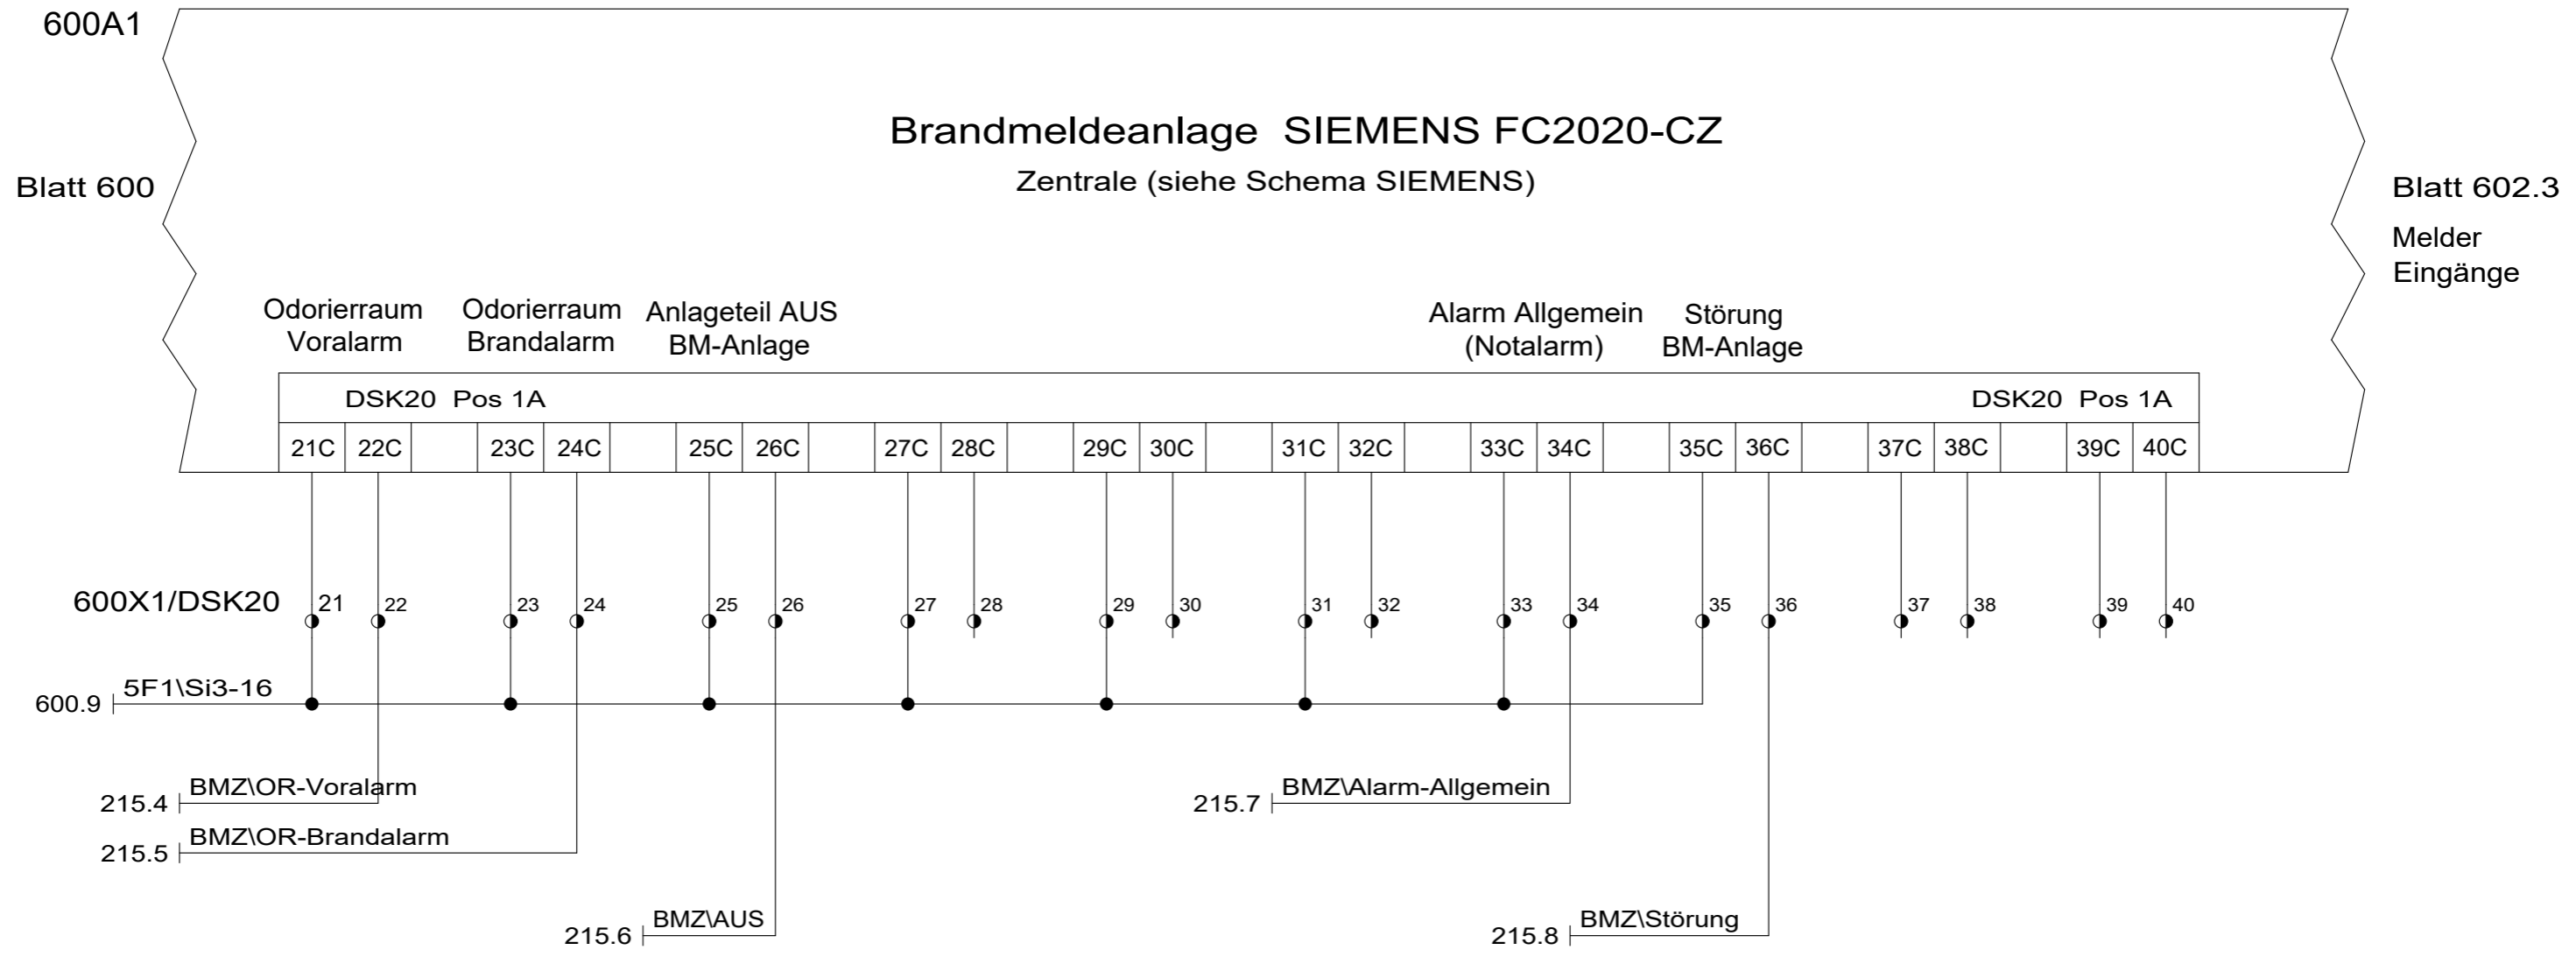 600A1
Brandmeldeanlage SIEMENS FC2020-CZ
Zentrale (siehe Schema SIEMENS)
Blatt 600
Blatt 602.3
Melder
Eingänge
Odorierraum
Voralarm
Odorierraum
Brandalarm
Anlageteil AUS
BM-Anlage
Alarm Allgemein
(Notalarm)
Störung
BM-Anlage
DSK20 Pos 1A
DSK20 Pos 1A
21C 22C 23C 24C 25C 26C 27C 28C 29C 30C 31C 32C 33C 34C 35C 36C 37C 38C 39C 40C
600X1/DSK20 21 22 23 24 25 26 27 28 29 30 31 32 33 34 35 36 37 38 39 40
5F1\Si3-16
600.9
BMZ\OR-Voralarm
215.4
BMZ\Alarm-Allgemein
215.7
BMZ\OR-Brandalarm
215.5
BMZ\AUS
215.6
BMZ\Störung
215.8